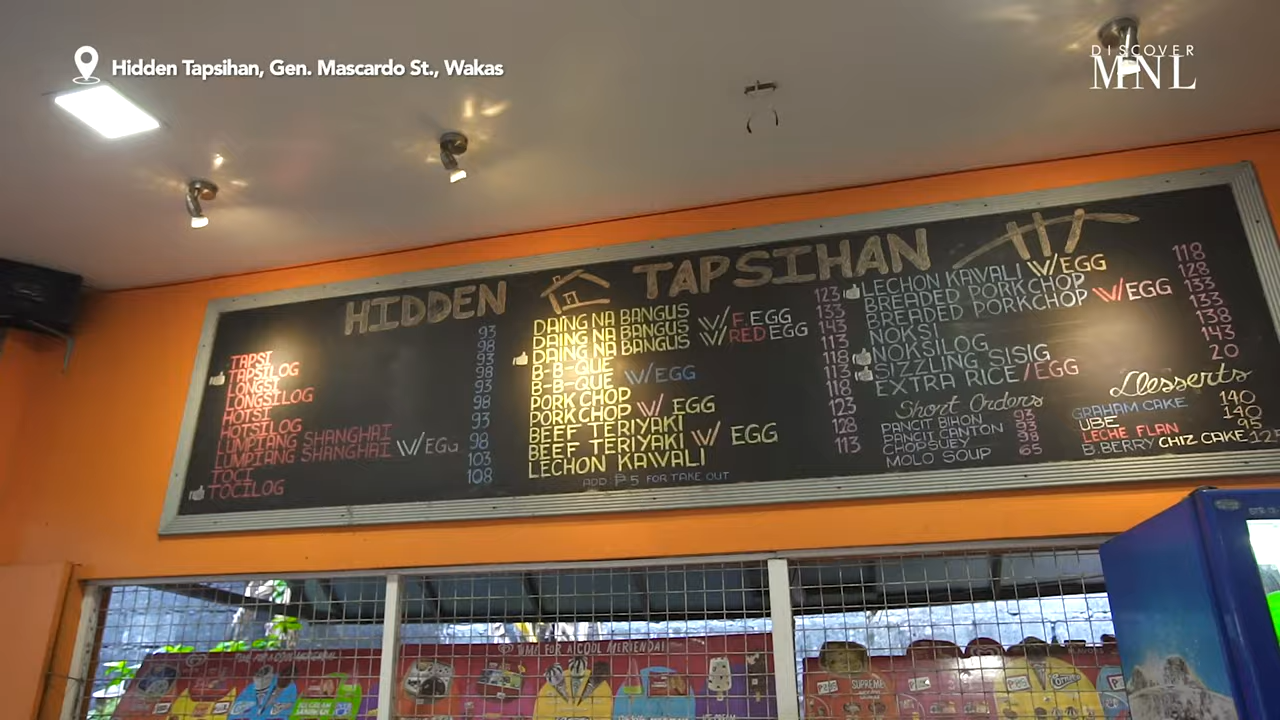 Hidden Tapsihan, Gen. Mascardo St., Wakas
DISCOVER
MNL
HIDDEN TAPSIHAN
TAPSI 93
TAPSILOG 98
LONGSI 93
LONGSILOG 98
HOTSI 93
HOTSILOG 98
LUMPIANG SHANGHAI 93
LUMPIANG SHANGHAI W/EGG 98
TOCI 103
TOCILOG 108
DAING NA BANGUS 123
DAING NA BANGUS W/F.EGG 133
DAING NA BANGUS W/RED EGG 143
B-B-QUE 113
B-B-QUE W/EGG 118
PORK CHOP 113
PORK CHOP W/ EGG 118
BEEF TERIYAKI 123
BEEF TERIYAKI W/ EGG 128
LECHON KAWALI 113
ADD ₱5 FOR TAKE OUT
LECHON KAWALI W/EGG 118
BREADED PORKCHOP 128
BREADED PORKCHOP W/EGG 133
NOKSI 133
NOKSILOG 138
SIZZLING SISIG 143
EXTRA RICE/EGG 20
Short Orders
PANCIT BIHON 93
PANCIT CANTON 93
CHOPSUEY 98
MOLO SOUP 65
Desserts
GRAHAM CAKE 140
UBE 140
LECHE FLAN 95
B.BERRY CHIZ CAKE
TIME FOR A COOL MERIENDA!
SUPREME
Cornetto